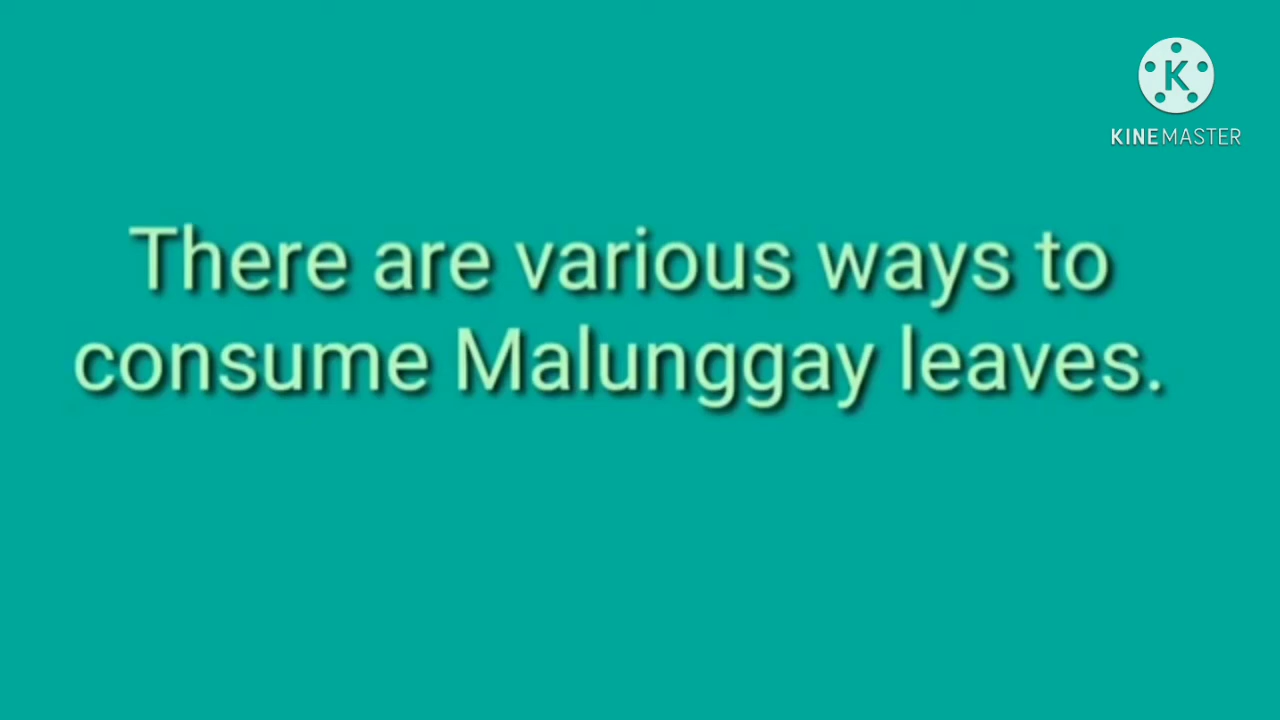 K
KINEMASTER
There are various ways to
consume Malunggay leaves.